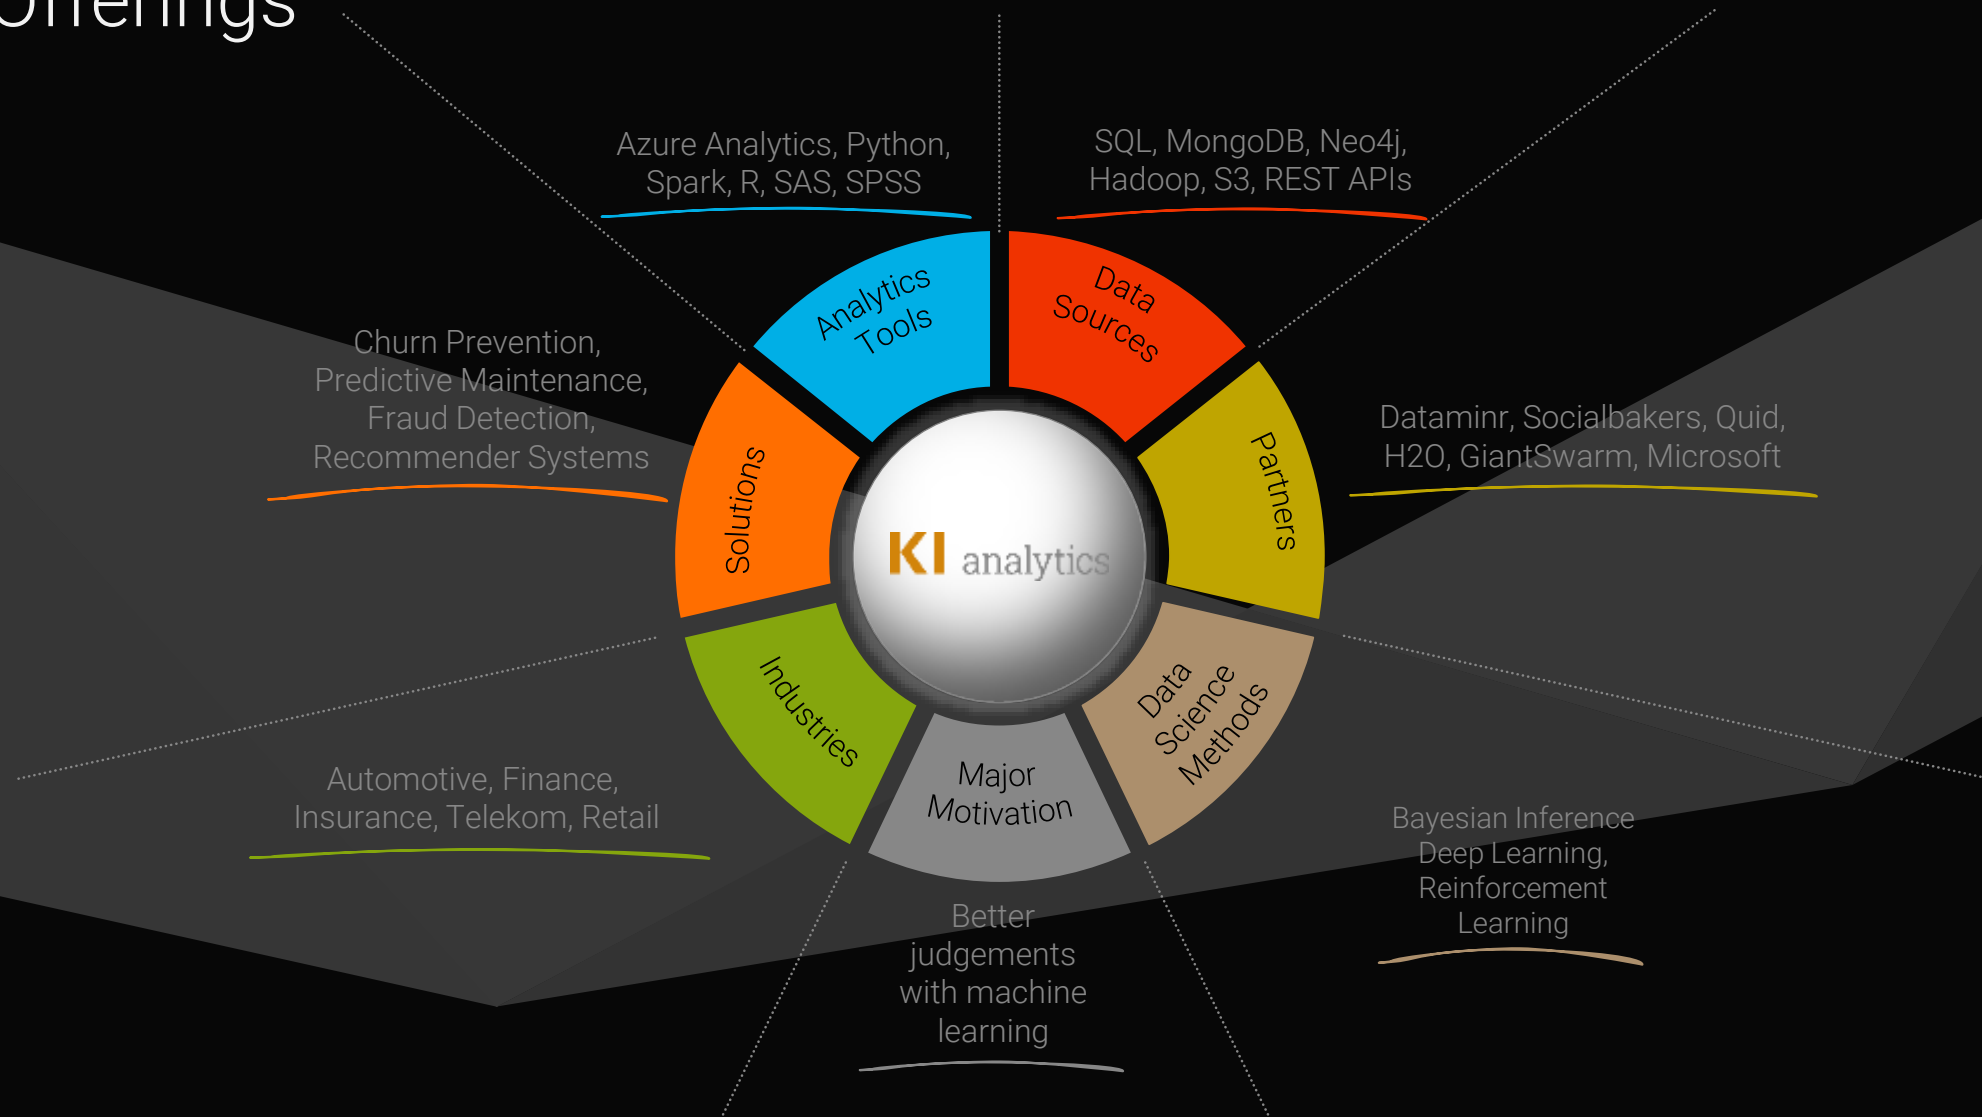 Offerings
Azure Analytics, Python,
Spark, R, SAS, SPSS
SQL, MongoDB, Neo4j,
Hadoop, S3, REST APIs
Analytics
Tools
Data
Sources
Churn Prevention,
Predictive Maintenance,
Fraud Detection,
Recommender Systems
Solutions
Partners
Dataminr, Socialbakers, Quid,
H2O, GiantSwarm, Microsoft
KI analytics
Industries
Automotive, Finance,
Insurance, Telekom, Retail
Major
Motivation
Better
judgements
with machine
learning
Data
Science
Methods
Bayesian Inference
Deep Learning,
Reinforcement
Learning